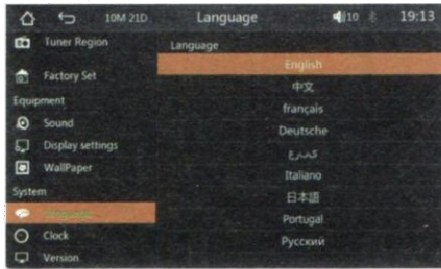 10M 21D Language 10 19:13
Tuner Region
Factory Set
Equipment
Sound
Display settings
WallPaper
System
Language
Clock
Version
Language
English
中文
français
Deutsche
Italiano
日本語
Portugal
Русский